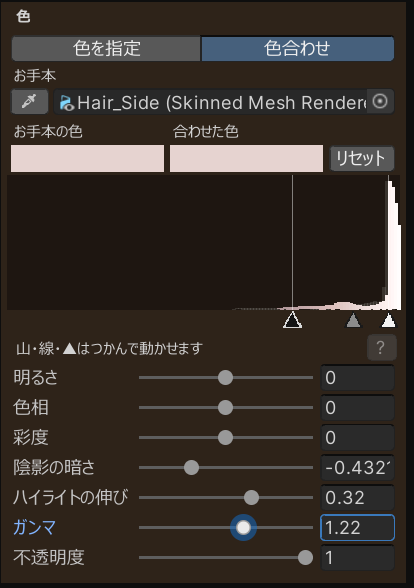 色
色を指定 色合わせ
お手本
Hair_Side (Skinned Mesh Rendere
お手本の色 合わせた色
リセット
山・線・▲はつかんで動かせます ?
明るさ 0
色相 0
彩度 0
陰影の暗さ -0.4321
ハイライトの伸び 0.32
ガンマ 1.22
不透明度 1